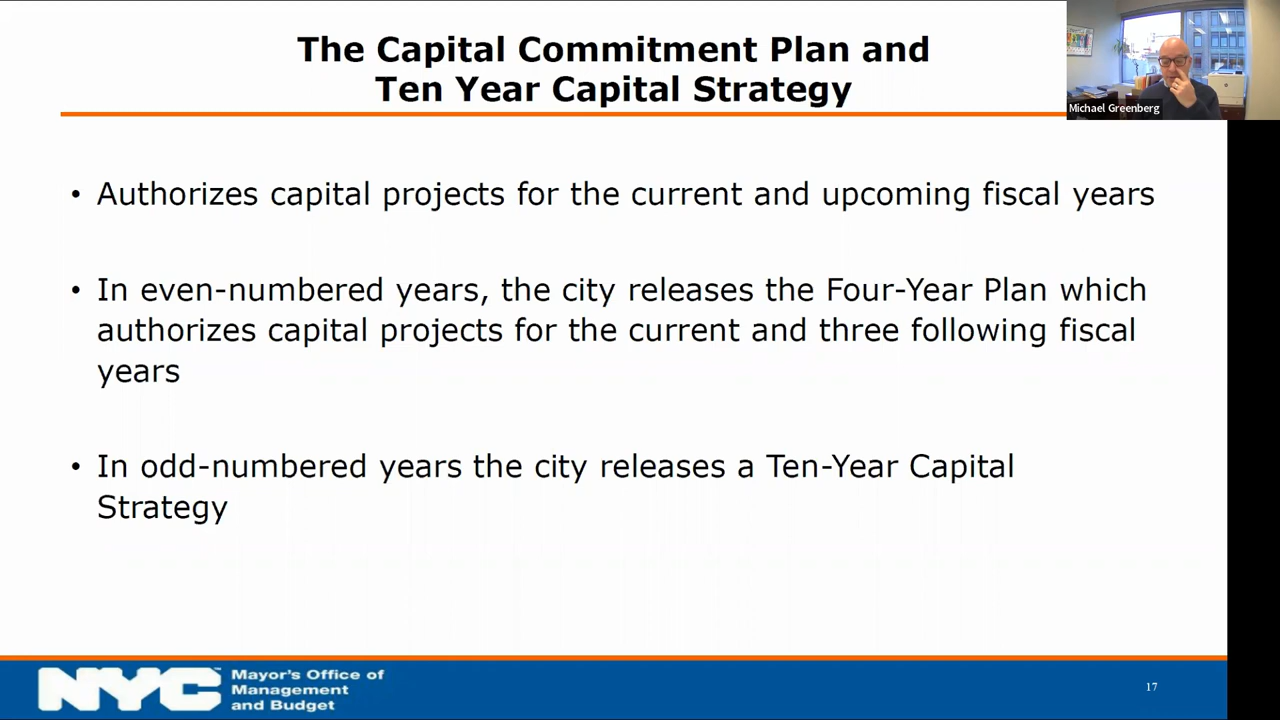 The Capital Commitment Plan and
Ten Year Capital Strategy
Michael Greenberg
• Authorizes capital projects for the current and upcoming fiscal years
• In even-numbered years, the city releases the Four-Year Plan which
authorizes capital projects for the current and three following fiscal
years
• In odd-numbered years the city releases a Ten-Year Capital
Strategy
NYC
Mayor's Office of
Management
and Budget
17